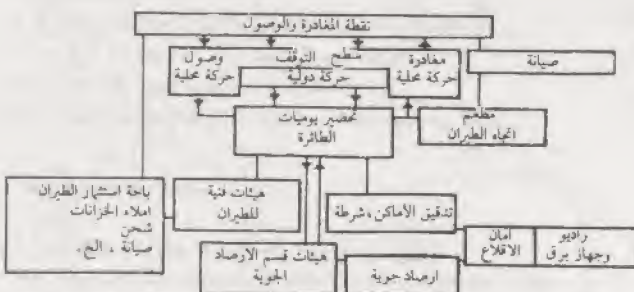 نقطة المغادرة والوصول
سطح التوقف
وصول
حركة محلية
حركة دولية
مغادرة
حركة محلية
صيانة
تحضير يوميات
الطائرة
مطعم
اتجاه الطيران
باحة استثمار الطيران
املاء الخزانات
شحن
صيانة ، الخ.
هيئات فنية
للطيران
تدقيق الأماكن، شرطة
امان
الاقلاع
راديو
وجهاز برق
هيئات قسم الارصاد
الجوية
ارصاد جوية